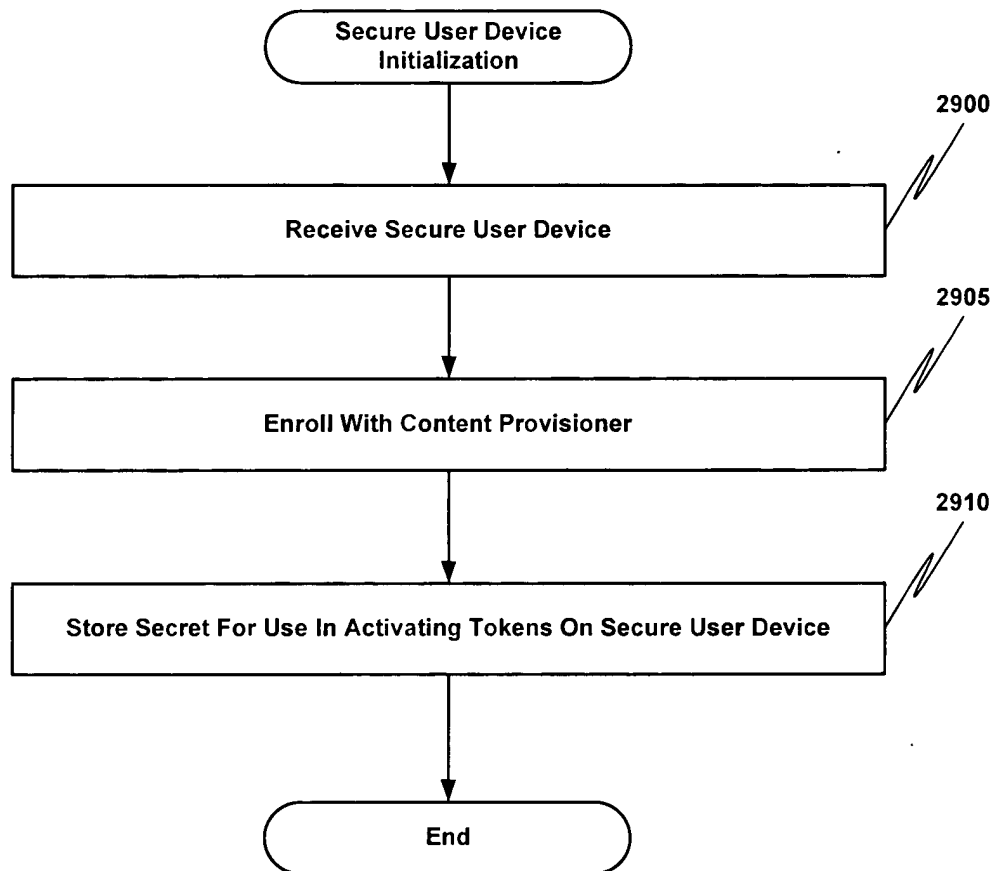 Secure User Device
Initialization
2900
Receive Secure User Device
2905
Enroll With Content Provisioner
2910
Store Secret For Use In Activating Tokens On Secure User Device
End